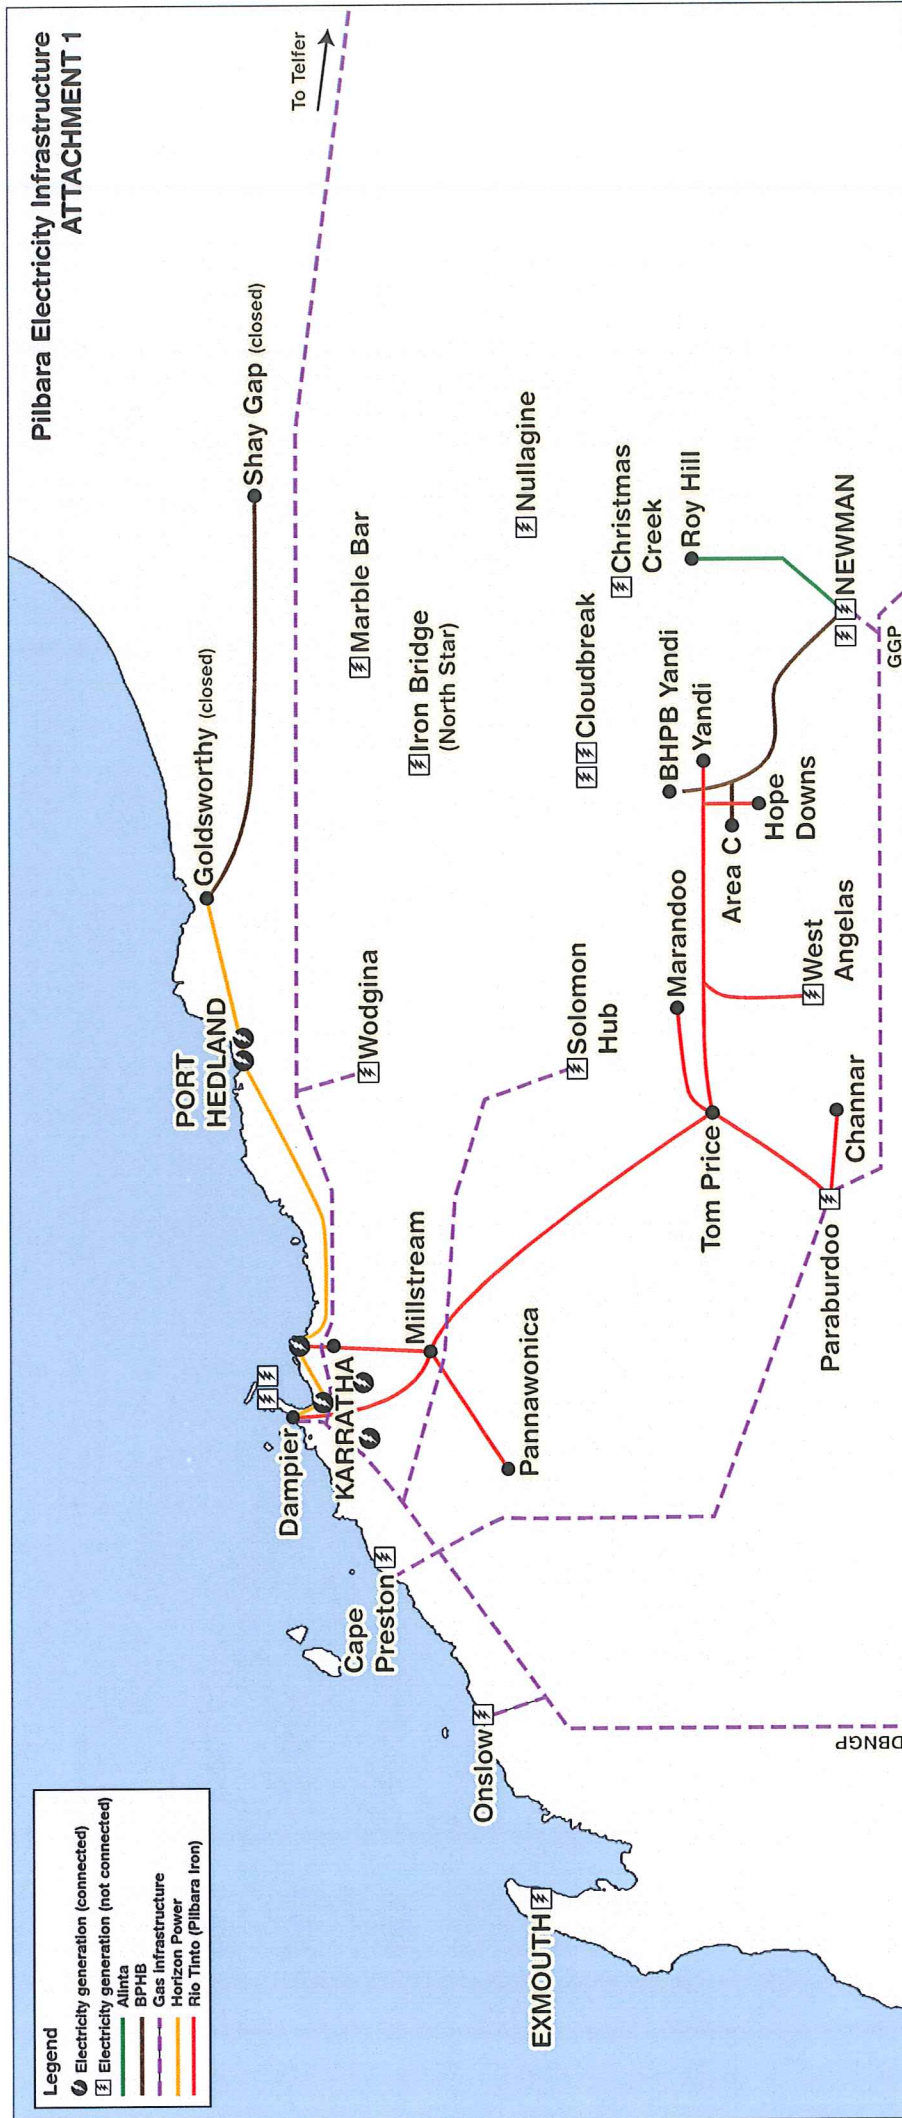 Pilbara Electricity Infrastructure
ATTACHMENT 1
Legend
Electricity generation (connected)
Electricity generation (not connected)
Alinta
BPHB
Gas Infrastructure
Horizon Power
Rio Tinto (Pilbara Iron)
To Telfer
Shay Gap (closed)
Goldsworthy (closed)
PORT
HEDLAND
Marble Bar
Wodgina
Iron Bridge
(North Star)
Dampier
KARRATHA
Millstream
Cape
Preston
Pannawonica
Onslow
EXMOUTH
Nullagine
Cloudbreak
Christmas
Creek
Solomon
Hub
Roy Hill
BHPB Yandi
Yandi
Marandoo
Area C
Hope
Downs
Tom Price
West
Angelas
NEWMAN
Channar
Paraburdoo
GGP
DBNGP